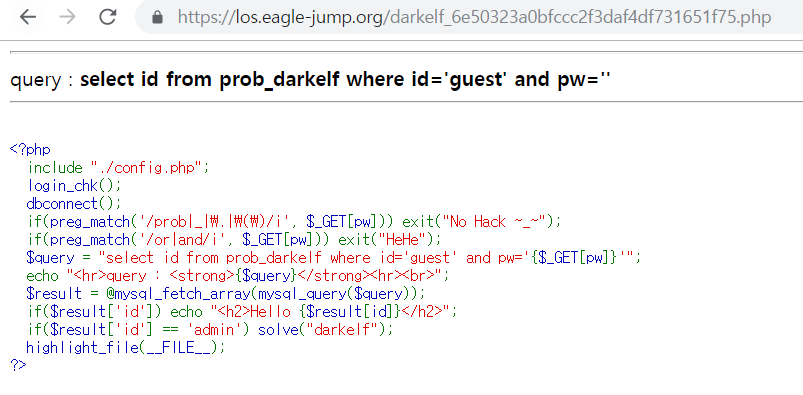 https://los.eagle-jump.org/darkelf_6e50323a0bfccc2f3daf4df731651f75.php
query : select id from prob_darkelf where id='guest' and pw=''
<?php
include "./config.php";
login_chk();
dbconnect();
if(preg_match('/prob|_|₩.|₩(₩)/i', $_GET[pw])) exit("No Hack ~_~");
if(preg_match('/or|and/i', $_GET[pw])) exit("HeHe");
$query = "select id from prob_darkelf where id='guest' and pw='{$_GET[pw]}'";
echo "<hr>query : <strong>{$query}</strong><hr><br>";
$result = @mysql_fetch_array(mysql_query($query));
if($result['id']) echo "<h2>Hello {$result[id]}</h2>";
if($result['id'] == 'admin') solve("darkelf");
highlight_file(__FILE__);
?>